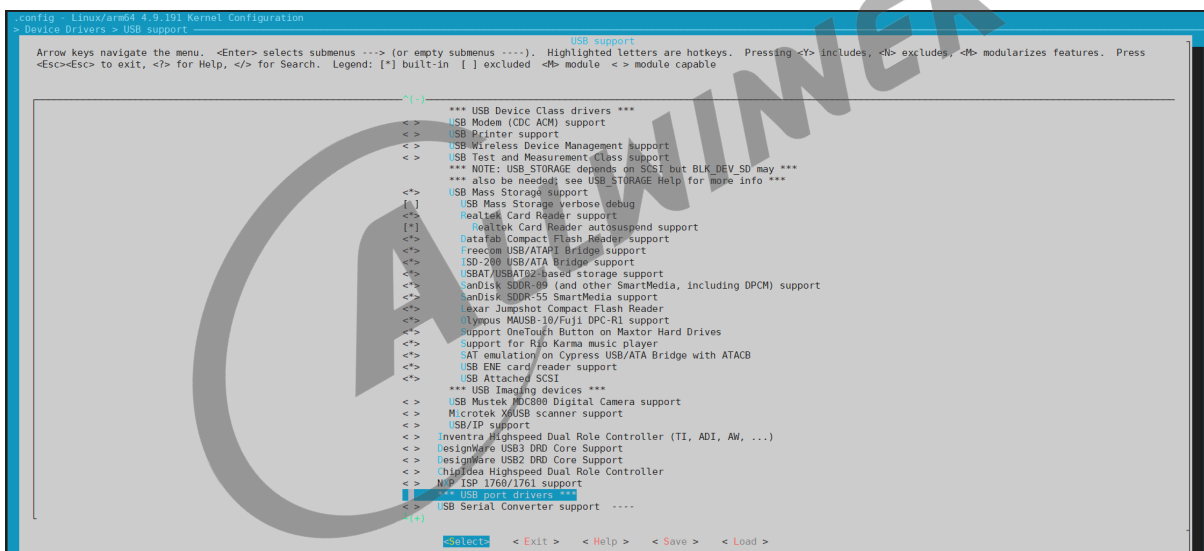 .config - Linux/arm64 4.9.191 Kernel Configuration
> Device Drivers > USB support
USB support
Arrow keys navigate the menu.  <Enter> selects submenus ---> (or empty submenus ----).  Highlighted letters are hotkeys.  Pressing <Y> includes, <N> excludes, <M> modularizes features.  Press
<Esc><Esc> to exit, <?> for Help, </> for Search.  Legend: [*] built-in  [ ] excluded  <M> module  < > module capable
^(-)
*** USB Device Class drivers ***
< > USB Modem (CDC ACM) support
< > USB Printer support
< > USB Wireless Device Management support
< > USB Test and Measurement Class support
*** NOTE: USB_STORAGE depends on SCSI but BLK_DEV_SD may ***
*** also be needed; see USB_STORAGE Help for more info ***
<*> USB Mass Storage support
[ ] USB Mass Storage verbose debug
<*> Realtek Card Reader support
[*] Realtek Card Reader autosuspend support
<*> Datafab Compact Flash Reader support
<*> Freecom USB/ATAPI Bridge support
<*> ISD-200 USB/ATA Bridge support
<*> USBAT/USBAT02-based storage support
<*> SanDisk SDDR-09 (and other SmartMedia, including DPCM) support
<*> SanDisk SDDR-55 SmartMedia support
<*> Lexar Jumpshot Compact Flash Reader
<*> Olympus MAUSB-10/Fuji DPC-R1 support
<*> Support OneTouch Button on Maxtor Hard Drives
<*> Support for Rio Karma music player
<*> SAT emulation on Cypress USB/ATA Bridge with ATACB
<*> USB ENE card reader support
<*> USB Attached SCSI
*** USB Imaging devices ***
< > USB Mustek MDC800 Digital Camera support
< > Microtek X6USB scanner support
< > USB/IP support
< > Inventra Highspeed Dual Role Controller (TI, ADI, AW, ...)
< > DesignWare USB3 DRD Core Support
< > DesignWare USB2 DRD Core Support
< > ChipIdea Highspeed Dual Role Controller
< > NXP ISP 1760/1761 support
*** USB port drivers ***
< > USB Serial Converter support  ----
(+)
<Select>    < Exit >    < Help >    < Save >    < Load >
ALLWINNER